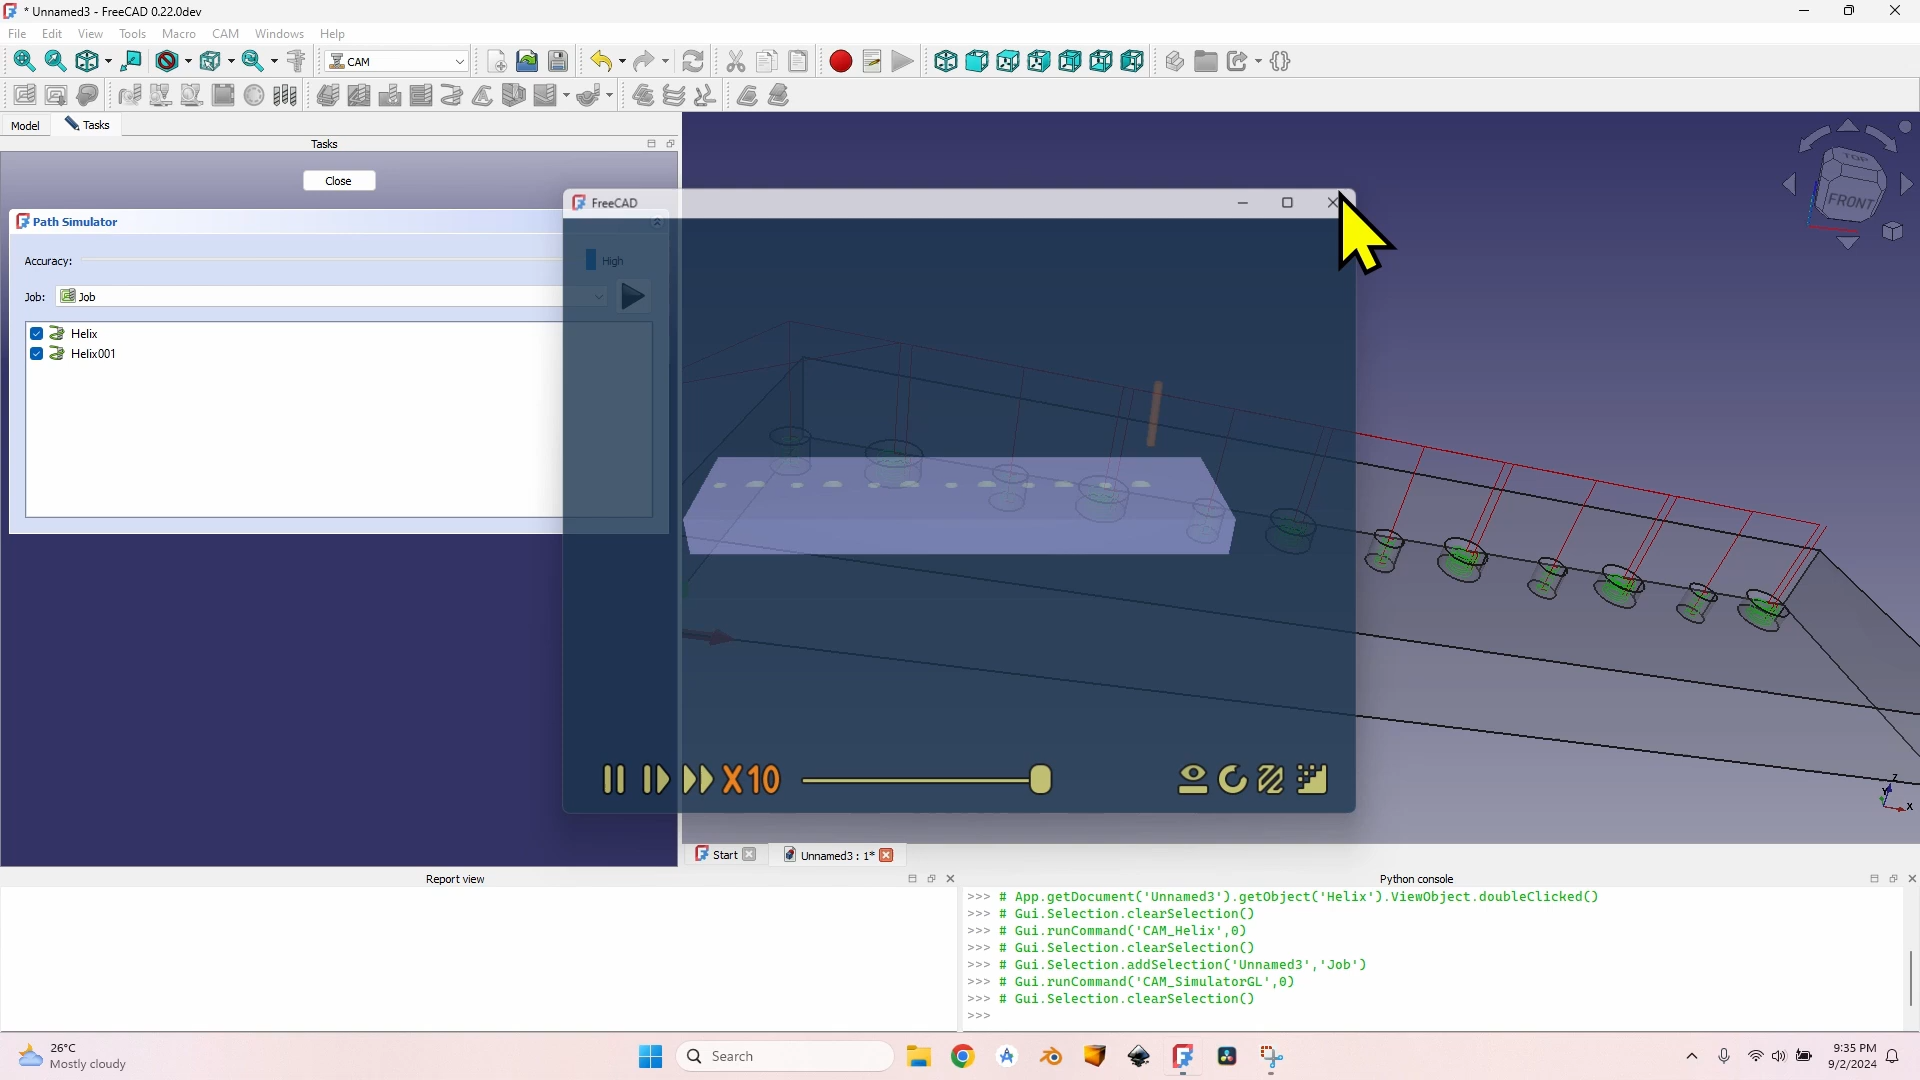 * Unnamed3 - FreeCAD 0.22.0dev
File Edit View Tools Macro CAM Windows Help
CAM
Model Tasks
Tasks
Close
Path Simulator
Accuracy: High
Job: Job
Helix
Helix001
FreeCAD
X10
TOP
FRONT
Z
Y
X
Start Unnamed3 : 1*
Report view
Python console
>>> # App.getDocument('Unnamed3').getObject('Helix').ViewObject.doubleClicked()
>>> # Gui.Selection.clearSelection()
>>> # Gui.runCommand('CAM_Helix',0)
>>> # Gui.Selection.clearSelection()
>>> # Gui.Selection.addSelection('Unnamed3','Job')
>>> # Gui.runCommand('CAM_SimulatorGL',0)
>>> # Gui.Selection.clearSelection()
>>>
26°C
Mostly cloudy
Search
9:35 PM
9/2/2024